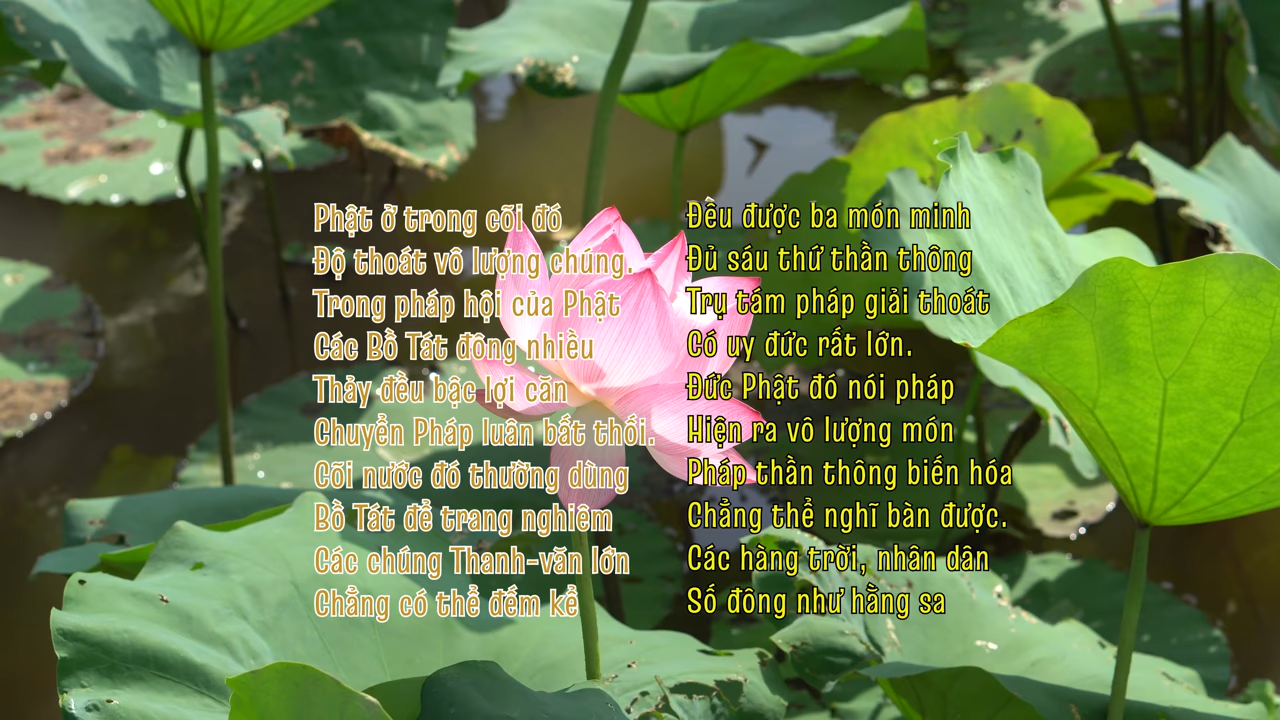 Phật ở trong cõi đó
Độ thoát vô lượng chúng.
Trong pháp hội của Phật
Các Bồ Tát đông nhiều
Thảy đều bậc lợi căn
Chuyển Pháp luân bất thối.
Cõi nước đó thường dùng
Bồ Tát để trang nghiêm
Các chúng Thanh-văn lớn
Chẳng có thể đếm kể
Đều được ba món minh
Đủ sáu thứ thần thông
Trụ tám pháp giải thoát
Có uy đức rất lớn.
Đức Phật đó nói pháp
Hiện ra vô lượng món
Pháp thần thông biến hóa
Chẳng thể nghĩ bàn được.
Các hàng trời, nhân dân
Số đông như hằng sa